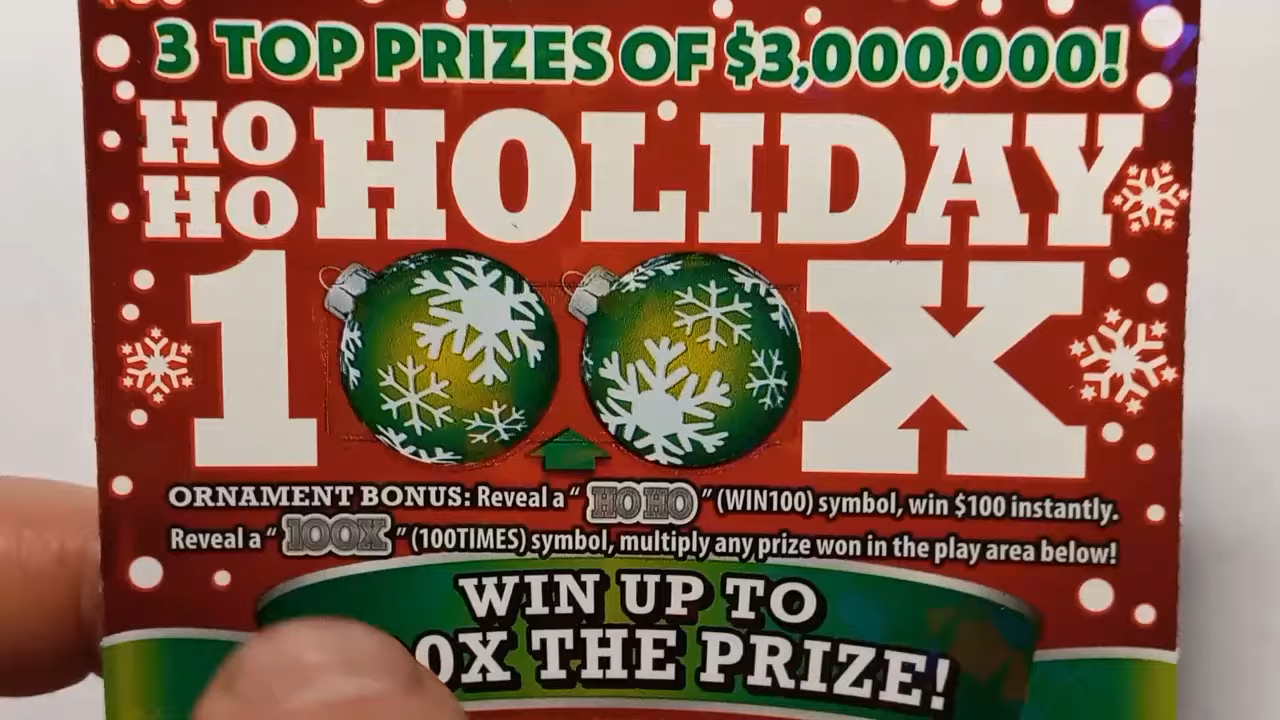 3 TOP PRIZES OF $3,000,000!
HO HO HOLIDAY
100X
ORNAMENT BONUS: Reveal a " HO HO " (WIN100) symbol, win $100 instantly.
Reveal a " 100X " (100TIMES) symbol, multiply any prize won in the play area below!
WIN UP TO
0X THE PRIZE!